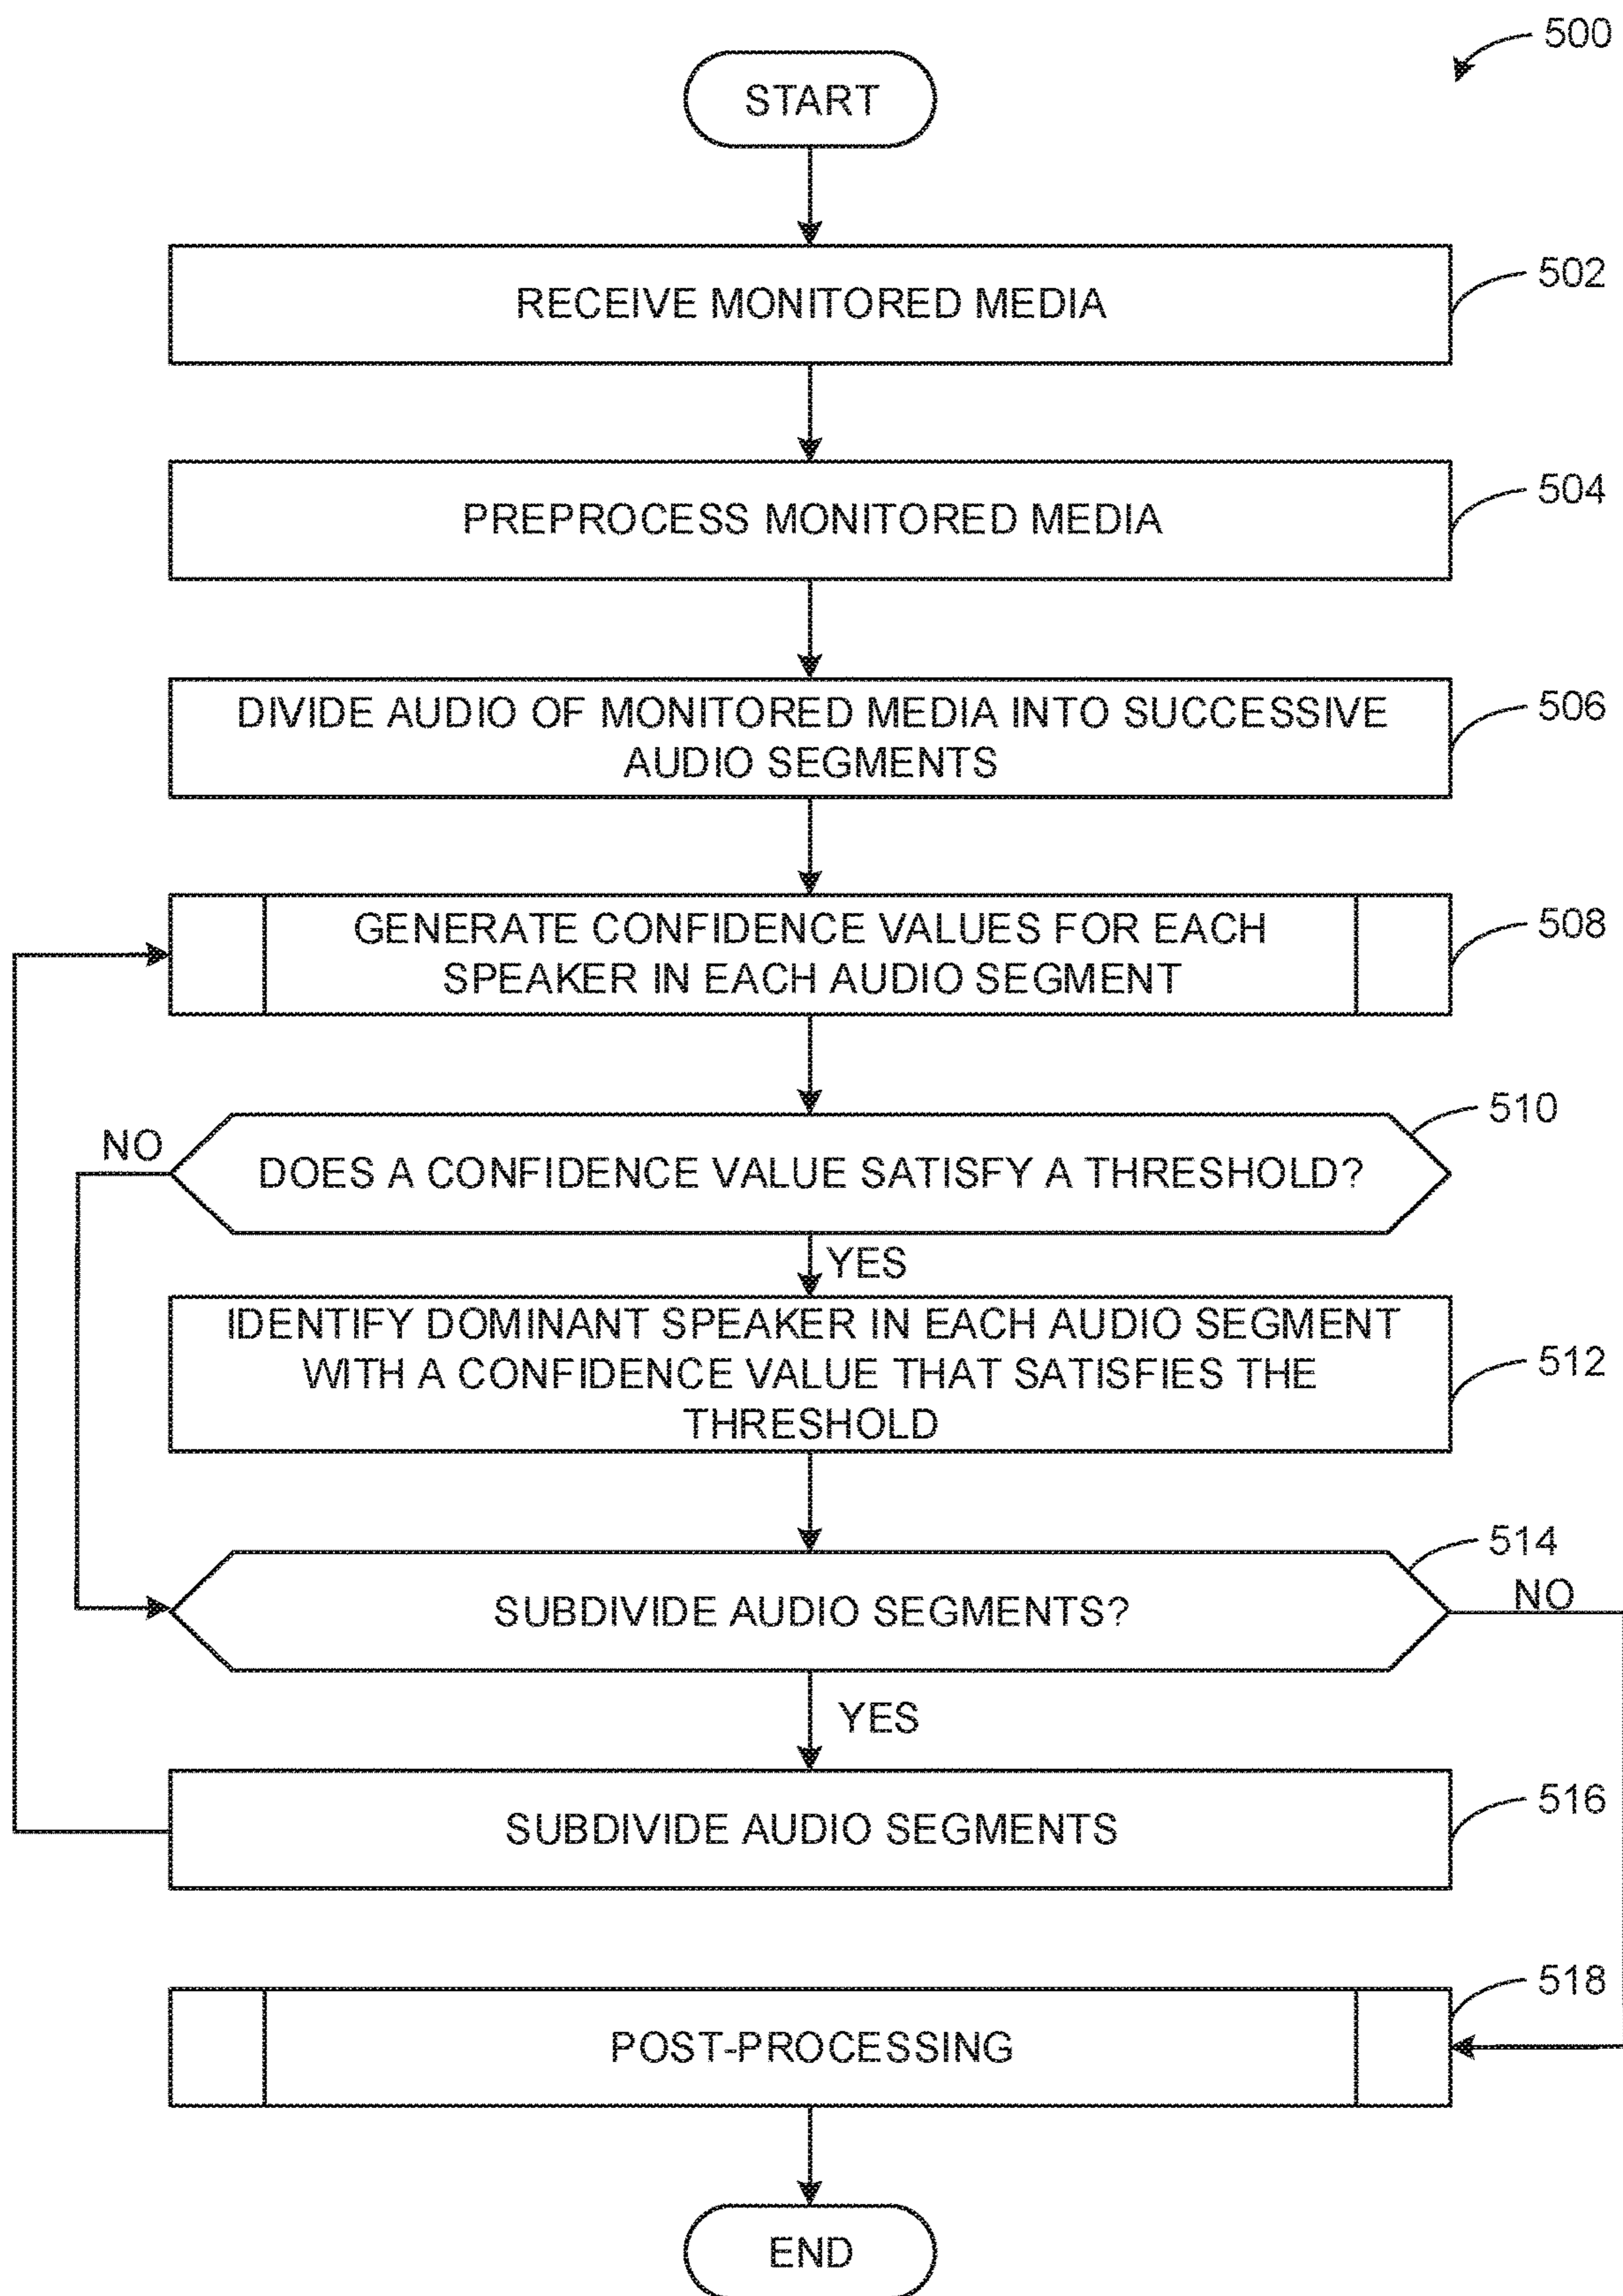 500
START
RECEIVE MONITORED MEDIA
502
PREPROCESS MONITORED MEDIA
504
DIVIDE AUDIO OF MONITORED MEDIA INTO SUCCESSIVE
AUDIO SEGMENTS
506
GENERATE CONFIDENCE VALUES FOR EACH
SPEAKER IN EACH AUDIO SEGMENT
508
NO
DOES A CONFIDENCE VALUE SATISFY A THRESHOLD?
510
YES
IDENTIFY DOMINANT SPEAKER IN EACH AUDIO SEGMENT
WITH A CONFIDENCE VALUE THAT SATISFIES THE
THRESHOLD
512
SUBDIVIDE AUDIO SEGMENTS?
514
NO
YES
SUBDIVIDE AUDIO SEGMENTS
516
POST-PROCESSING
518
END